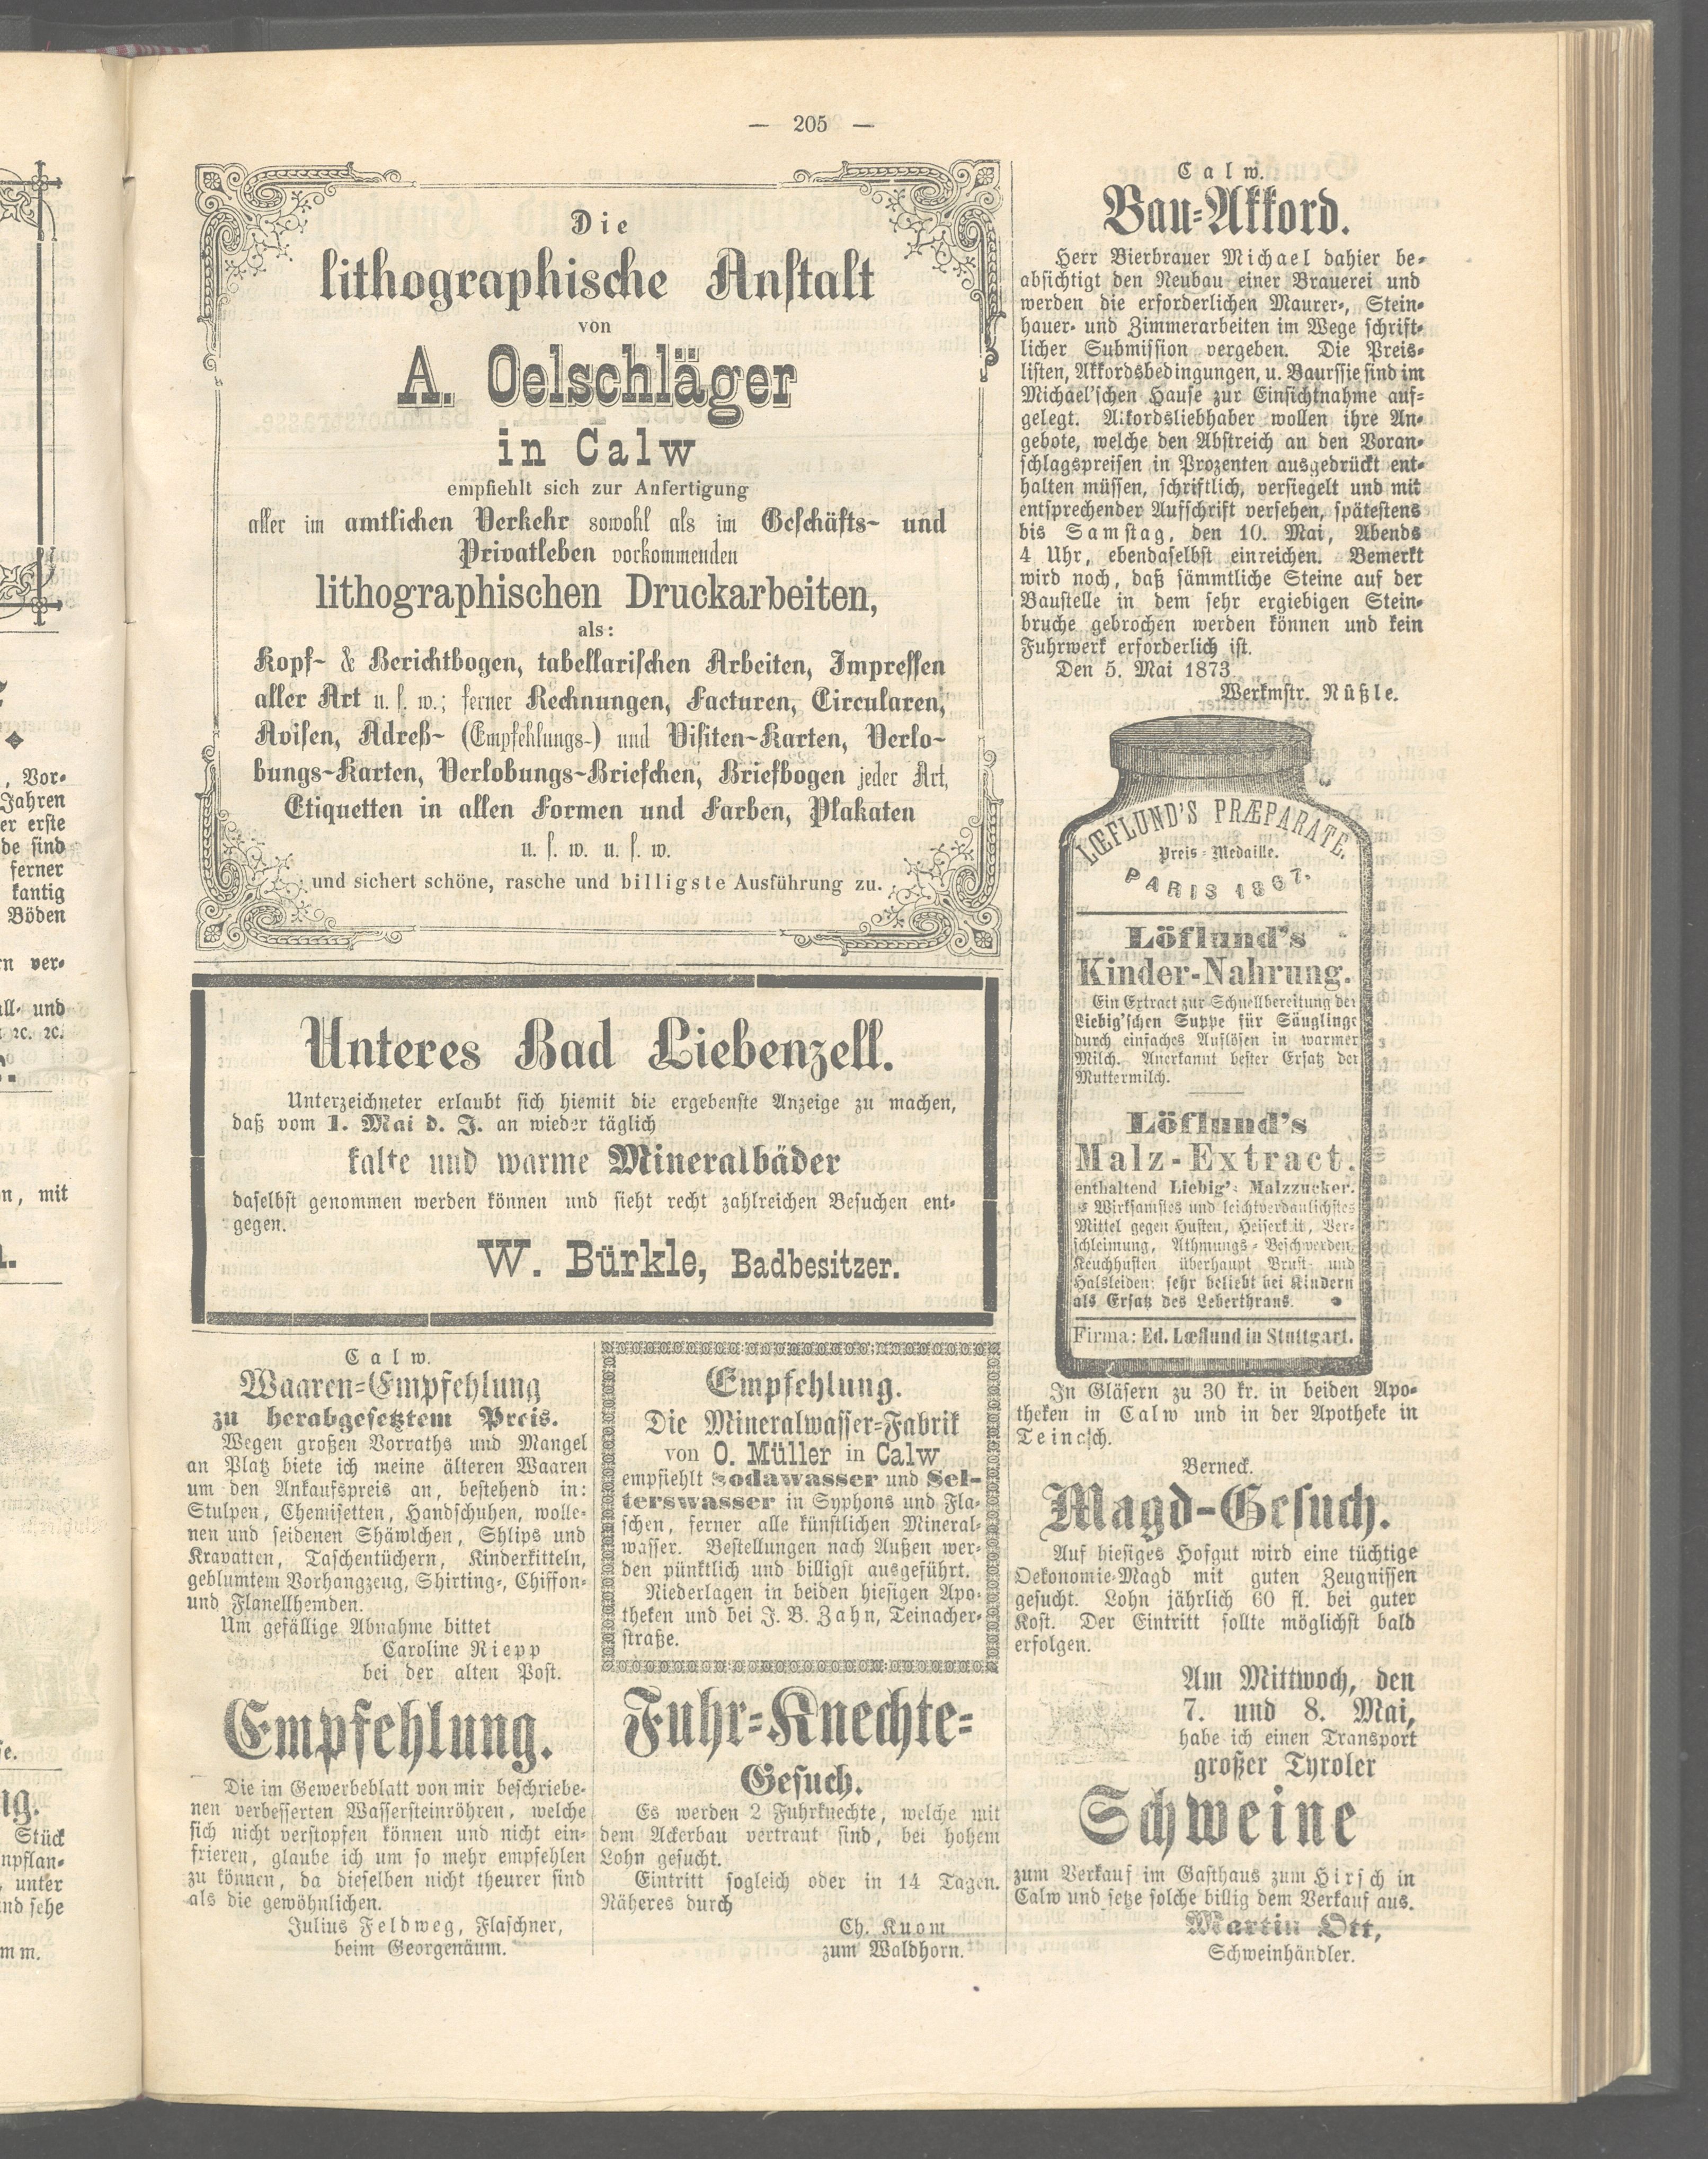 — 205 —
Die
lithographische Anstalt
von
A. Oelschläger
in Calw
empfiehlt sich zur Anfertigung
aller im amtlichen Verkehr sowohl als im Geschäfts- und
Privatleben vorkommenden
lithographischen Druckarbeiten,
als:
Kopf- & Berichtbogen, tabellarischen Arbeiten, Impressen
aller Art u. s. w.; ferner Rechnungen, Facturen, Circularen,
Avisen, Adreß- (Empfehlungs-) und Visiten-Karten, Verlo-
bungs-Karten, Verlobungs-Briefchen, Briefbogen jeder Art,
Etiquetten in allen Formen und Farben, Plakaten
u. s. w. u. s. w.
und sichert schöne, rasche und billigste Ausführung zu.
Unteres Bad Liebenzell.
Unterzeichneter erlaubt sich hiemit die ergebenste Anzeige zu machen,
daß vom 1. Mai d. J. an wieder täglich
kalte und warme Mineralbäder
daselbst genommen werden können und sieht recht zahlreichen Besuchen ent-
gegen.
W. Bürkle, Badbesitzer.
Calw.
Waaren-Empfehlung
zu herabgesetztem Preis.
Wegen großen Vorraths und Mangel
an Platz biete ich meine älteren Waaren
um den Ankaufspreis an, bestehend in:
Stulpen, Chemisetten, Handschuhen, wolle-
nen und seidenen Shäwlchen, Shlips und
Kravatten, Taschentüchern, Kinderkitteln,
geblumtem Vorhangzeug, Shirting-, Chiffon-
und Flanellhemden.
Um gefällige Abnahme bittet
Caroline Riepp
bei der alten Post.
Empfehlung.
Die im Gewerbeblatt von mir beschriebe-
nen verbesserten Wassersteinröhren, welche
sich nicht verstopfen können und nicht ein-
frieren, glaube ich um so mehr empfehlen
zu können, da dieselben nicht theurer sind
als die gewöhnlichen.
Julius Feldweg, Flaschner,
beim Georgenäum.
Empfehlung.
Die Mineralwasser-Fabrik
von O. Müller in Calw
empfiehlt Sodawasser und Sel-
terswasser in Syphons und Fla-
schen, ferner alle künstlichen Mineral-
wasser. Bestellungen nach Außen wer-
den pünktlich und billigst ausgeführt.
Niederlagen in beiden hiesigen Apo-
theken und bei J. B. Zahn, Teinacher-
straße.
Fuhr-Knechte-
Gesuch.
Es werden 2 Fuhrknechte, welche mit
dem Ackerbau vertraut sind, bei hohem
Lohn gesucht.
Eintritt sogleich oder in 14 Tagen.
Näheres durch
Ch. Kuom
zum Waldhorn.
Calw.
Bau-Akkord.
Herr Bierbrauer Michael dahier be-
absichtigt den Neubau einer Brauerei und
werden die erforderlichen Maurer-, Stein-
hauer- und Zimmerarbeiten im Wege schrift-
licher Submission vergeben. Die Preis-
listen, Akkordsbedingungen, u. Baurisse sind im
Michael'schen Hause zur Einsichtnahme auf-
gelegt. Akkordsliebhaber wollen ihre An-
gebote, welche den Abstreich an den Voran-
schlagspreisen in Prozenten ausgedrückt ent-
halten müssen, schriftlich, versiegelt und mit
entsprechender Aufschrift versehen, spätestens
bis Samstag, den 10. Mai, Abends
4 Uhr, ebendaselbst einreichen. Bemerkt
wird noch, daß sämmtliche Steine auf der
Baustelle in dem sehr ergiebigen Stein-
bruche gebrochen werden können und kein
Fuhrwerk erforderlich ist.
Den 5. Mai 1873.
Werkmstr. Nüßle.
LŒFLUND'S PRÆPARATE.
Preis-Medaille.
PARIS 1867.
Löflund's
Kinder-Nahrung.
Ein Extract zur Schnellbereitung der
Liebig'schen Suppe für Säuglinge
durch einfaches Auflösen in warmer
Milch. Anerkannt bester Ersatz der
Muttermilch.
Löflund's
Malz-Extract.
enthaltend Liebig's Malzzucker.
Wirksamstes und leichtverdaulichstes
Mittel gegen Husten, Heiserkeit, Ver-
schleimung, Athmungs-Beschwerden
Keuchhusten überhaupt Brust- und
Halsleiden: sehr beliebt bei Kindern
als Ersatz des Leberthrans.
Firma: Ed. Lœflund in Stuttgart.
In Gläsern zu 30 kr. in beiden Apo-
theken in Calw und in der Apotheke in
Teinach.
Berneck.
Magd-Gesuch.
Auf hiesiges Hofgut wird eine tüchtige
Oekonomie-Magd mit guten Zeugnissen
gesucht. Lohn jährlich 60 fl. bei guter
Kost. Der Eintritt sollte möglichst bald
erfolgen.
Am Mittwoch, den
7. und 8. Mai,
habe ich einen Transport
großer Tyroler
Schweine
zum Verkauf im Gasthaus zum Hirsch in
Calw und setze solche billig dem Verkauf aus.
Martin Ott,
Schweinhändler.